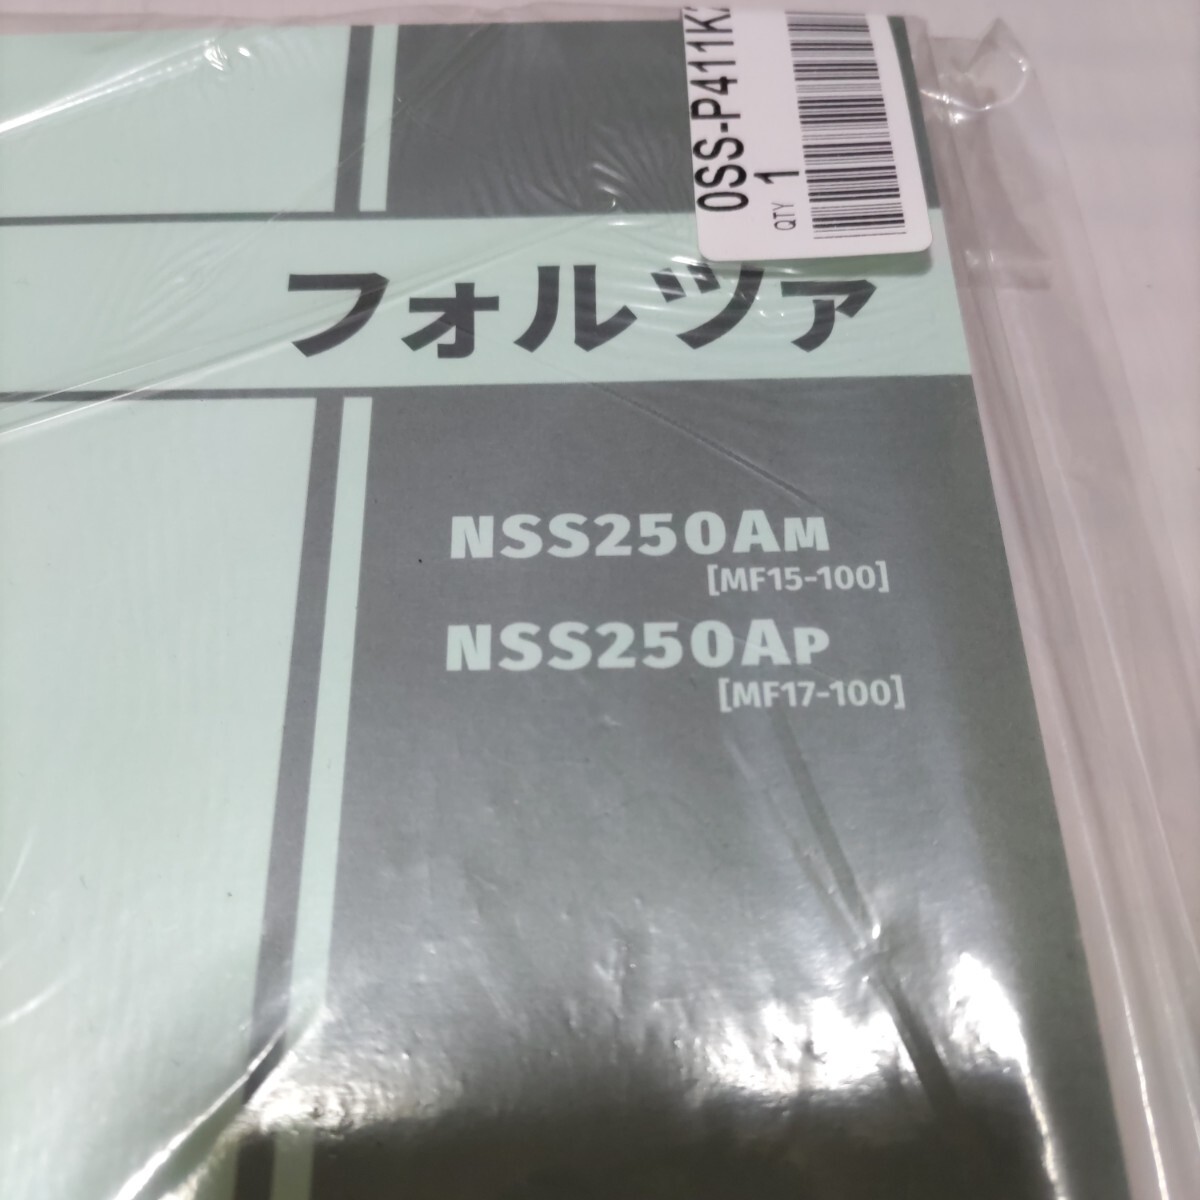 0SS-P411K
QTY 1
フォルツァ
NSS250AM
[MF15-100]
NSS250AP
[MF17-100]